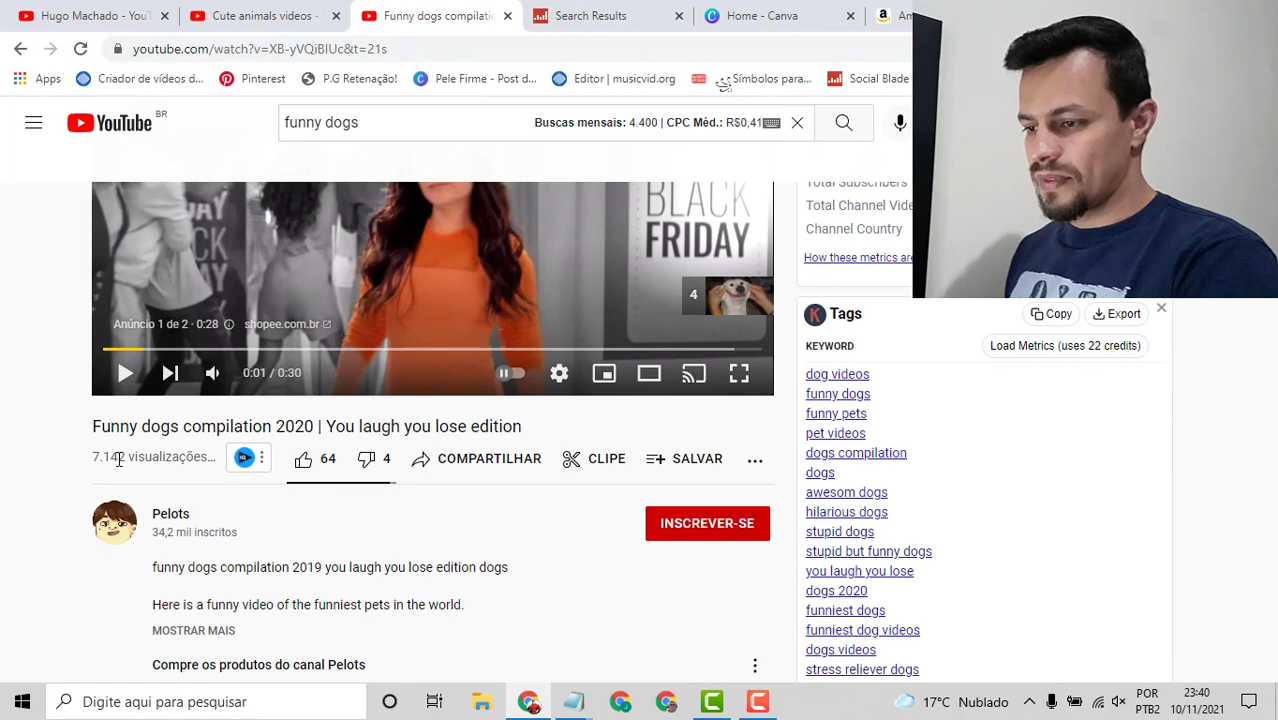 Hugo Machado - YouT
Cute animals videos -
Funny dogs compilatio
Search Results
Home - Canva
Am
youtube.com/watch?v=XB-yVQiBlUc&t=21s
Apps
Criador de vídeos d...
Pinterest
P.G Retenação!
Pele Firme - Post d...
Editor | musicvid.org
Símbolos para...
Social Blade
YouTube BR
funny dogs
Buscas mensais: 4.400 | CPC Méd.: R$0,41
BLACK
FRIDAY
4
Anúncio 1 de 2 · 0:28
shopee.com.br
0:01 / 0:30
Funny dogs compilation 2020 | You laugh you lose edition
7.142 visualizações...
64
4
COMPARTILHAR
CLIPE
SALVAR
Pelots
34,2 mil inscritos
INSCREVER-SE
funny dogs compilation 2019 you laugh you lose edition dogs
Here is a funny video of the funniest pets in the world.
MOSTRAR MAIS
Compre os produtos do canal Pelots
Total Subscribers
Total Channel Vide
Channel Country
How these metrics are
Tags
Copy
Export
KEYWORD
Load Metrics (uses 22 credits)
dog videos
funny dogs
funny pets
pet videos
dogs compilation
dogs
awesom dogs
hilarious dogs
stupid dogs
stupid but funny dogs
you laugh you lose
dogs 2020
funniest dogs
funniest dog videos
dogs videos
stress reliever dogs
Digite aqui para pesquisar
17°C Nublado
POR
PTB2
23:40
10/11/2021